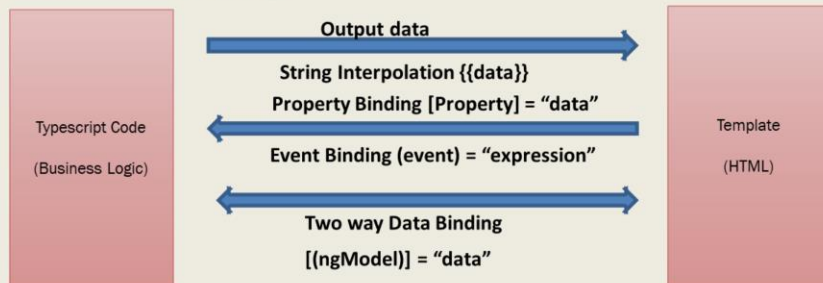 Output data
String Interpolation {{data}}
Property Binding [Property] = “data”
Typescript Code
(Business Logic)
Event Binding (event) = “expression”
Template
(HTML)
Two way Data Binding
[(ngModel)] = “data”